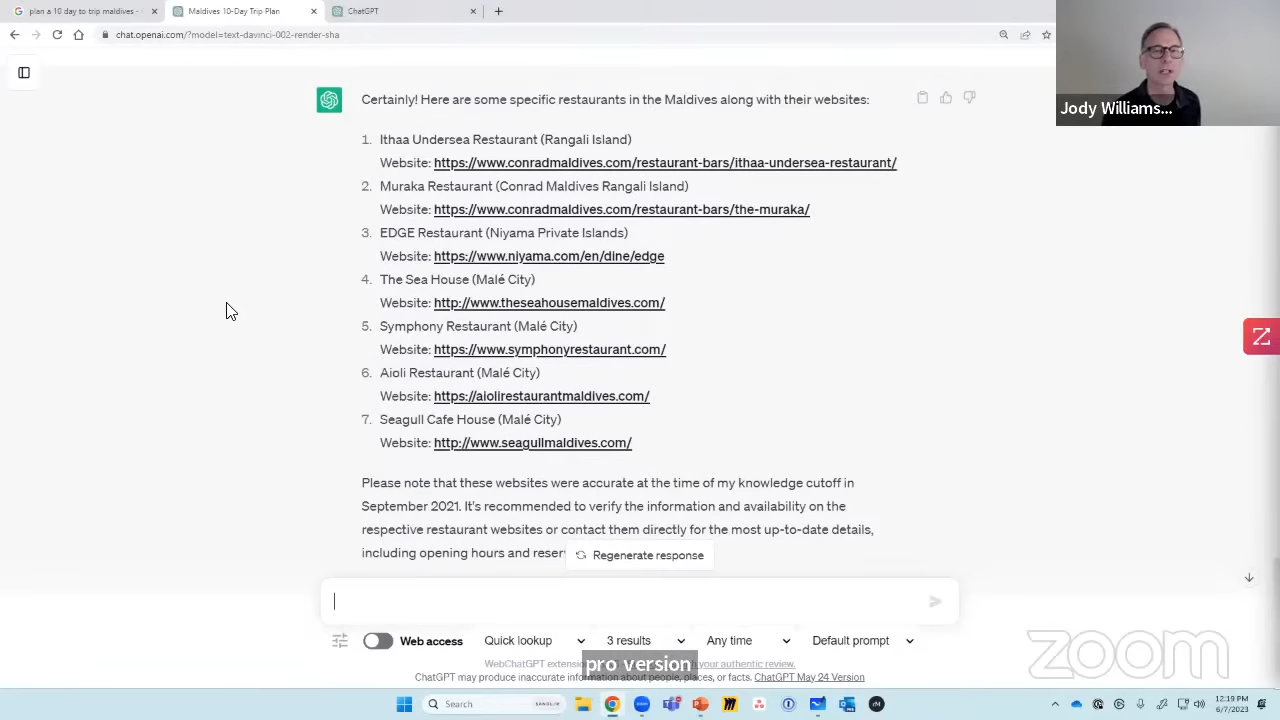 plan a 10 day to trip maldives -
Maldives 10-Day Trip Plan
ChatGPT
chat.openai.com/?model=text-davinci-002-render-sha
Jody Williams...
Certainly! Here are some specific restaurants in the Maldives along with their websites:
1. Ithaa Undersea Restaurant (Rangali Island)
Website: https://www.conradmaldives.com/restaurant-bars/ithaa-undersea-restaurant/
2. Muraka Restaurant (Conrad Maldives Rangali Island)
Website: https://www.conradmaldives.com/restaurant-bars/the-muraka/
3. EDGE Restaurant (Niyama Private Islands)
Website: https://www.niyama.com/en/dine/edge
4. The Sea House (Malé City)
Website: http://www.theseahousemaldives.com/
5. Symphony Restaurant (Malé City)
Website: https://www.symphonyrestaurant.com/
6. Aioli Restaurant (Malé City)
Website: https://aiolirestaurantmaldives.com/
7. Seagull Cafe House (Malé City)
Website: http://www.seagullmaldives.com/
Please note that these websites were accurate at the time of my knowledge cutoff in
September 2021. It's recommended to verify the information and availability on the
respective restaurant websites or contact them directly for the most up-to-date details,
including opening hours and reser
Regenerate response
Web access Quick lookup 3 results Any time Default prompt
zoom
pro version
WebChatGPT extension your authentic review.
ChatGPT may produce inaccurate information about people, places, or facts. ChatGPT May 24 Version
Search
12:19 PM
6/7/2023